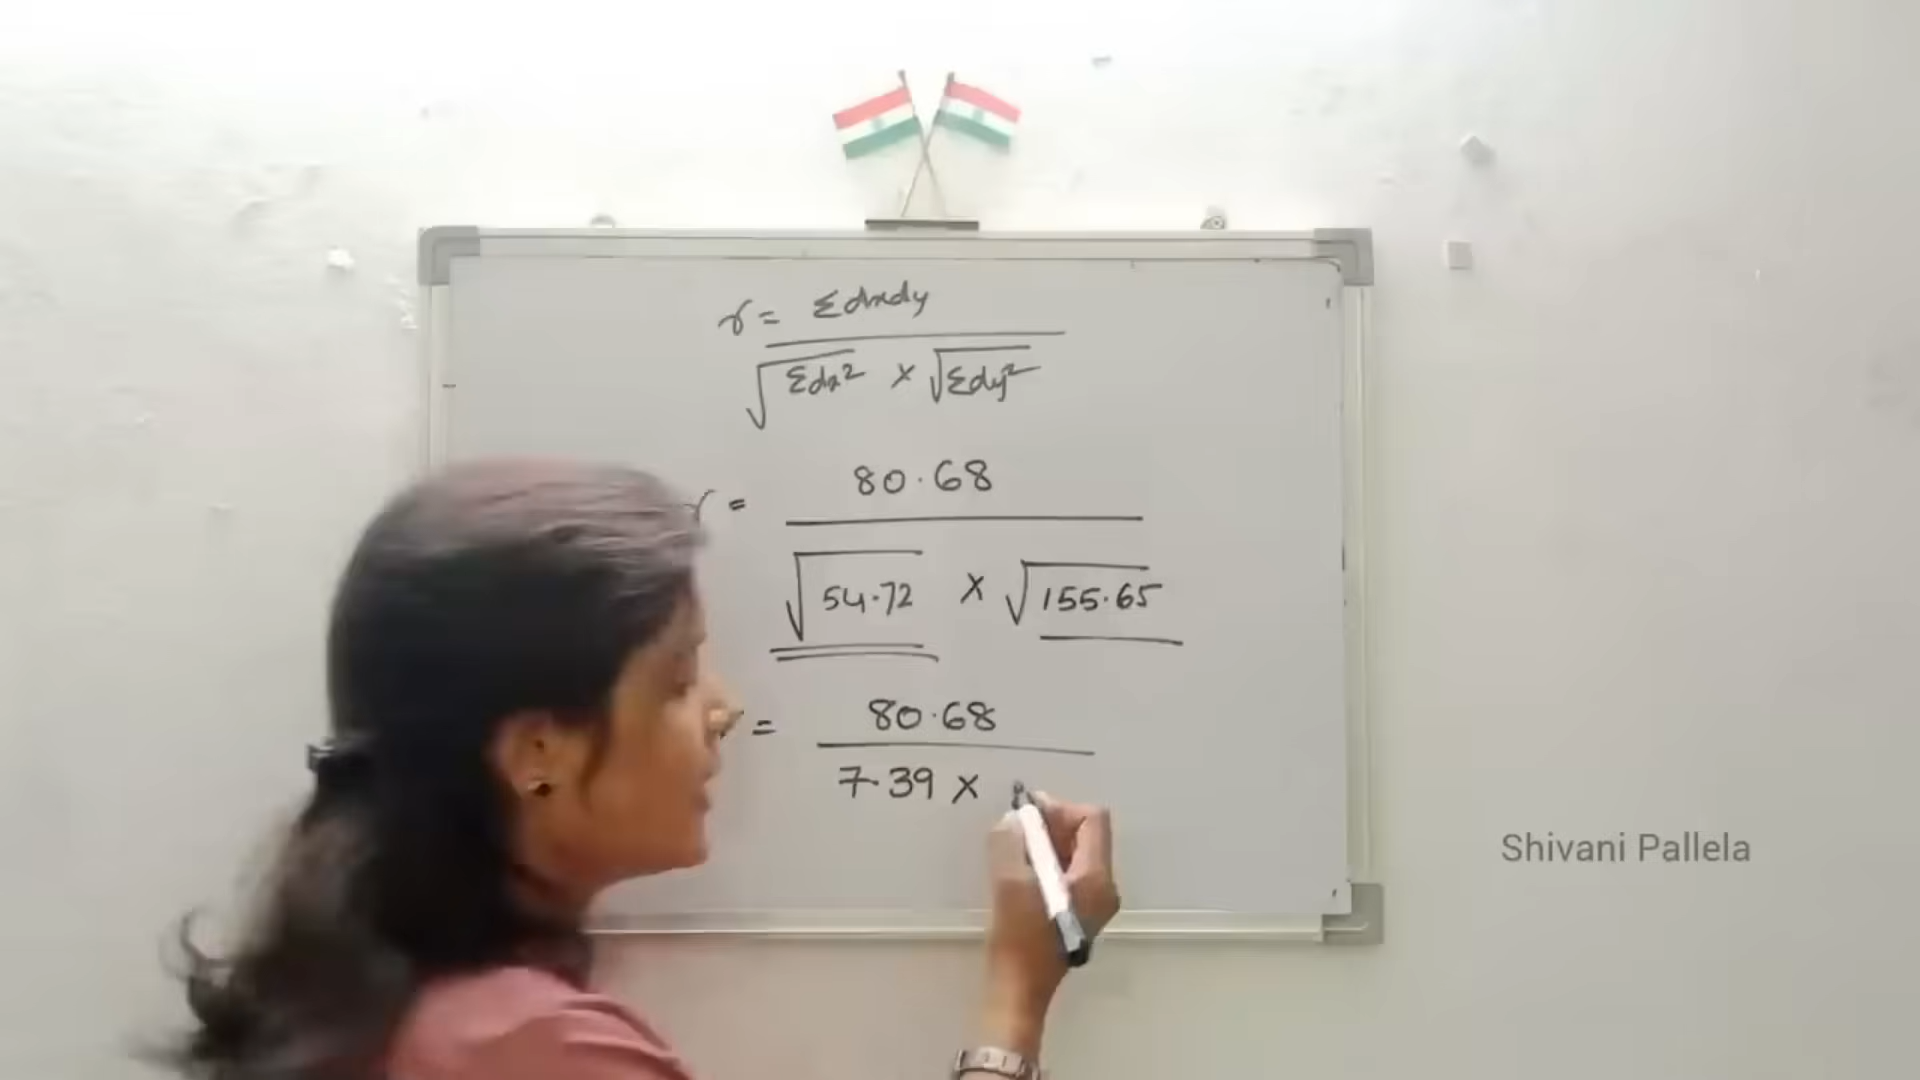 r = Σdxdy
√Σdx² × √Σdy²
r = 80.68
√54.72 × √155.65
= 80.68
7.39 ×
Shivani Pallela